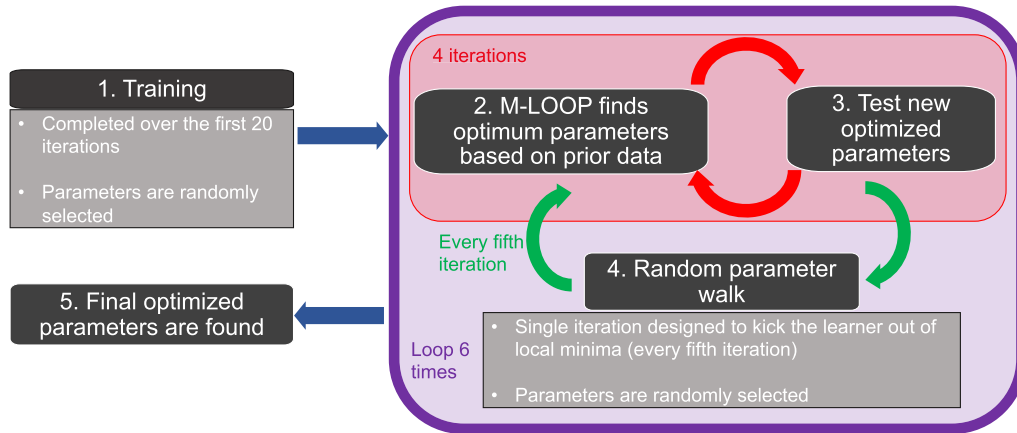 1. Training
• Completed over the first 20
iterations
• Parameters are randomly
selected
4 iterations
2. M-LOOP finds
optimum parameters
based on prior data
3. Test new
optimized
parameters
Every fifth
iteration
4. Random parameter
walk
• Single iteration designed to kick the learner out of
local minima (every fifth iteration)
• Parameters are randomly selected
Loop 6
times
5. Final optimized
parameters are found